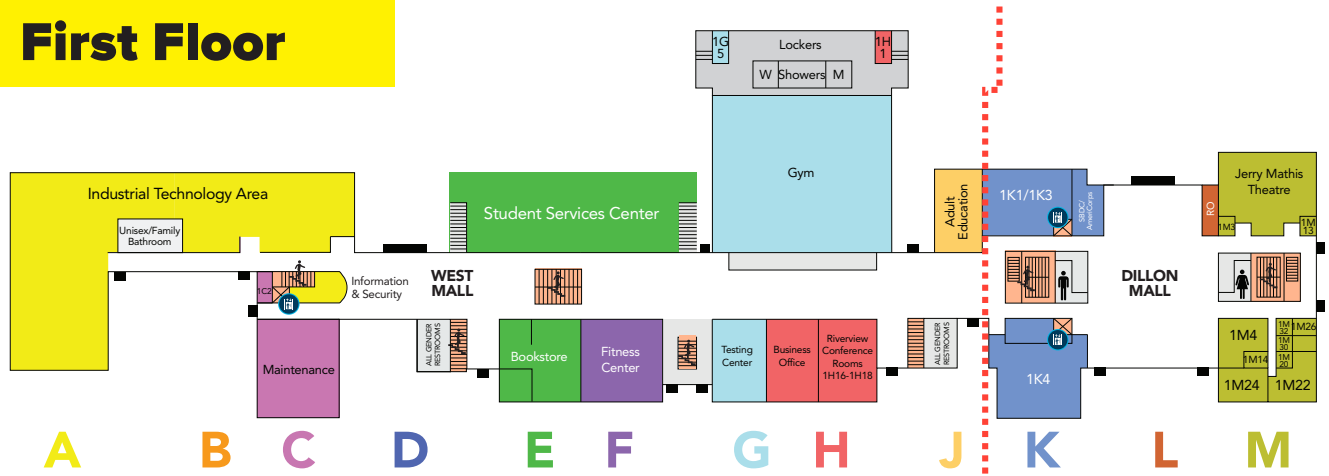 First Floor
1G
5
Lockers
1H
1
W
Showers
M
Gym
Industrial Technology Area
Unisex/Family
Bathroom
Student Services Center
Adult
Education
1K1/1K3
SBDC/
AmeriCorps
RO
Jerry Mathis
Theatre
1M3
1M
13
1C2
Information
& Security
WEST
MALL
DILLON
MALL
Maintenance
ALL GENDER
RESTROOMS
Bookstore
Fitness
Center
Testing
Center
Business
Office
Riverview
Conference
Rooms
1H16-1H18
ALL GENDER
RESTROOMS
1K4
1M4
1M
32
1M26
1M
30
1M14
1M
20
1M24
1M22
A
B
C
D
E
F
G
H
J
K
L
M